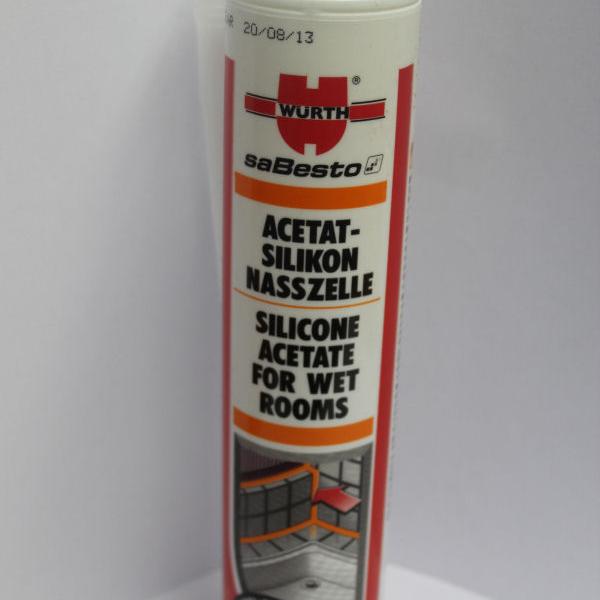 20/08/13
WÜRTH
®
saBesto
ACETAT-
SILIKON
NASSZELLE
SILICONE
ACETATE
FOR WET
ROOMS